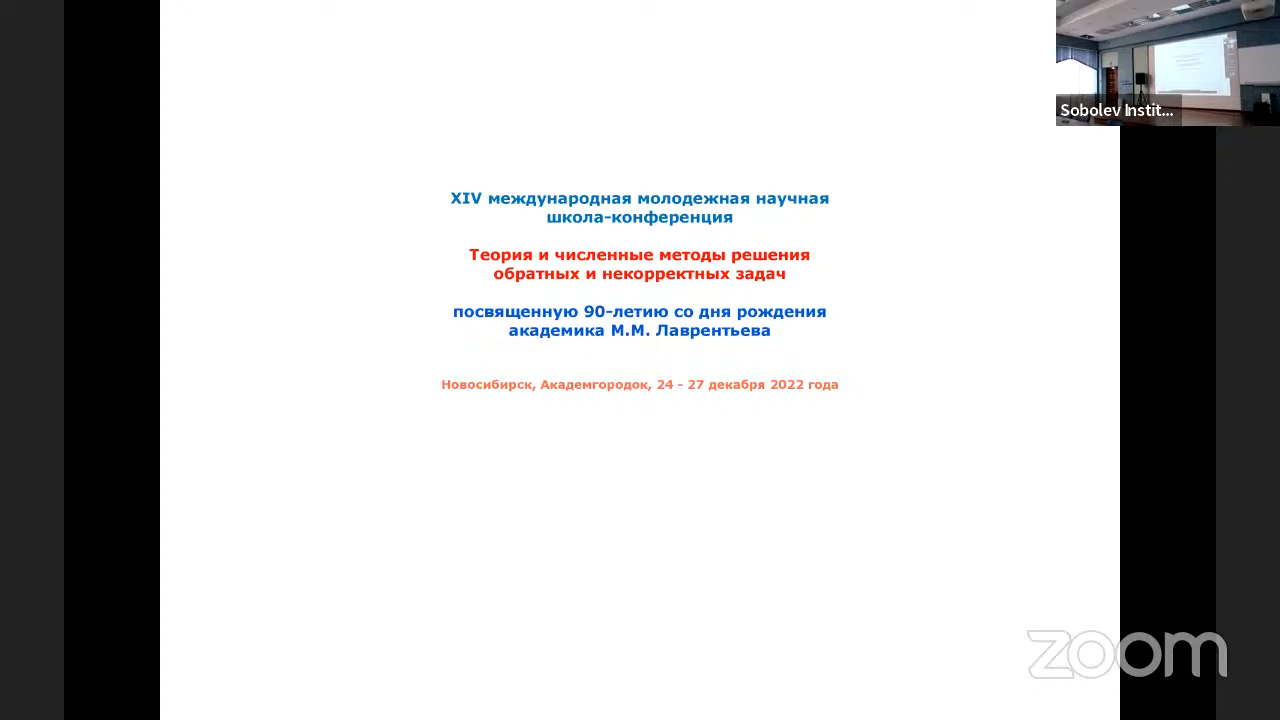 XIV международная молодежная научная
школа-конференция
Теория и численные методы решения
обратных и некорректных задач
посвященную 90-летию со дня рождения
академика М.М. Лаврентьева
Новосибирск, Академгородок, 24 - 27 декабря 2022 года
Sobolev Instit...
zoom